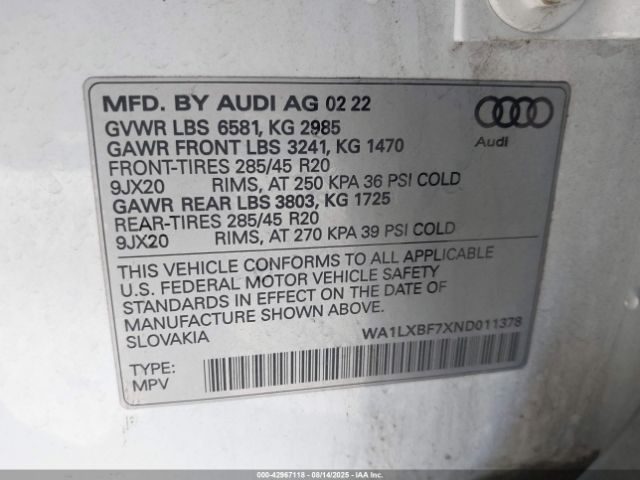 MFD. BY AUDI AG 02 22
GVWR LBS 6581, KG 2985
GAWR FRONT LBS 3241, KG 1470
FRONT-TIRES 285/45 R20
9JX20 RIMS, AT 250 KPA 36 PSI COLD
GAWR REAR LBS 3803, KG 1725
REAR-TIRES 285/45 R20
9JX20 RIMS, AT 270 KPA 39 PSI COLD
Audi
THIS VEHICLE CONFORMS TO ALL APPLICABLE
U.S. FEDERAL MOTOR VEHICLE SAFETY
STANDARDS IN EFFECT ON THE DATE OF
MANUFACTURE SHOWN ABOVE.
SLOVAKIA
WA1LXBF7XND011378
TYPE:
MPV
000-42967118 - 08/14/2025 - IAAI.COM